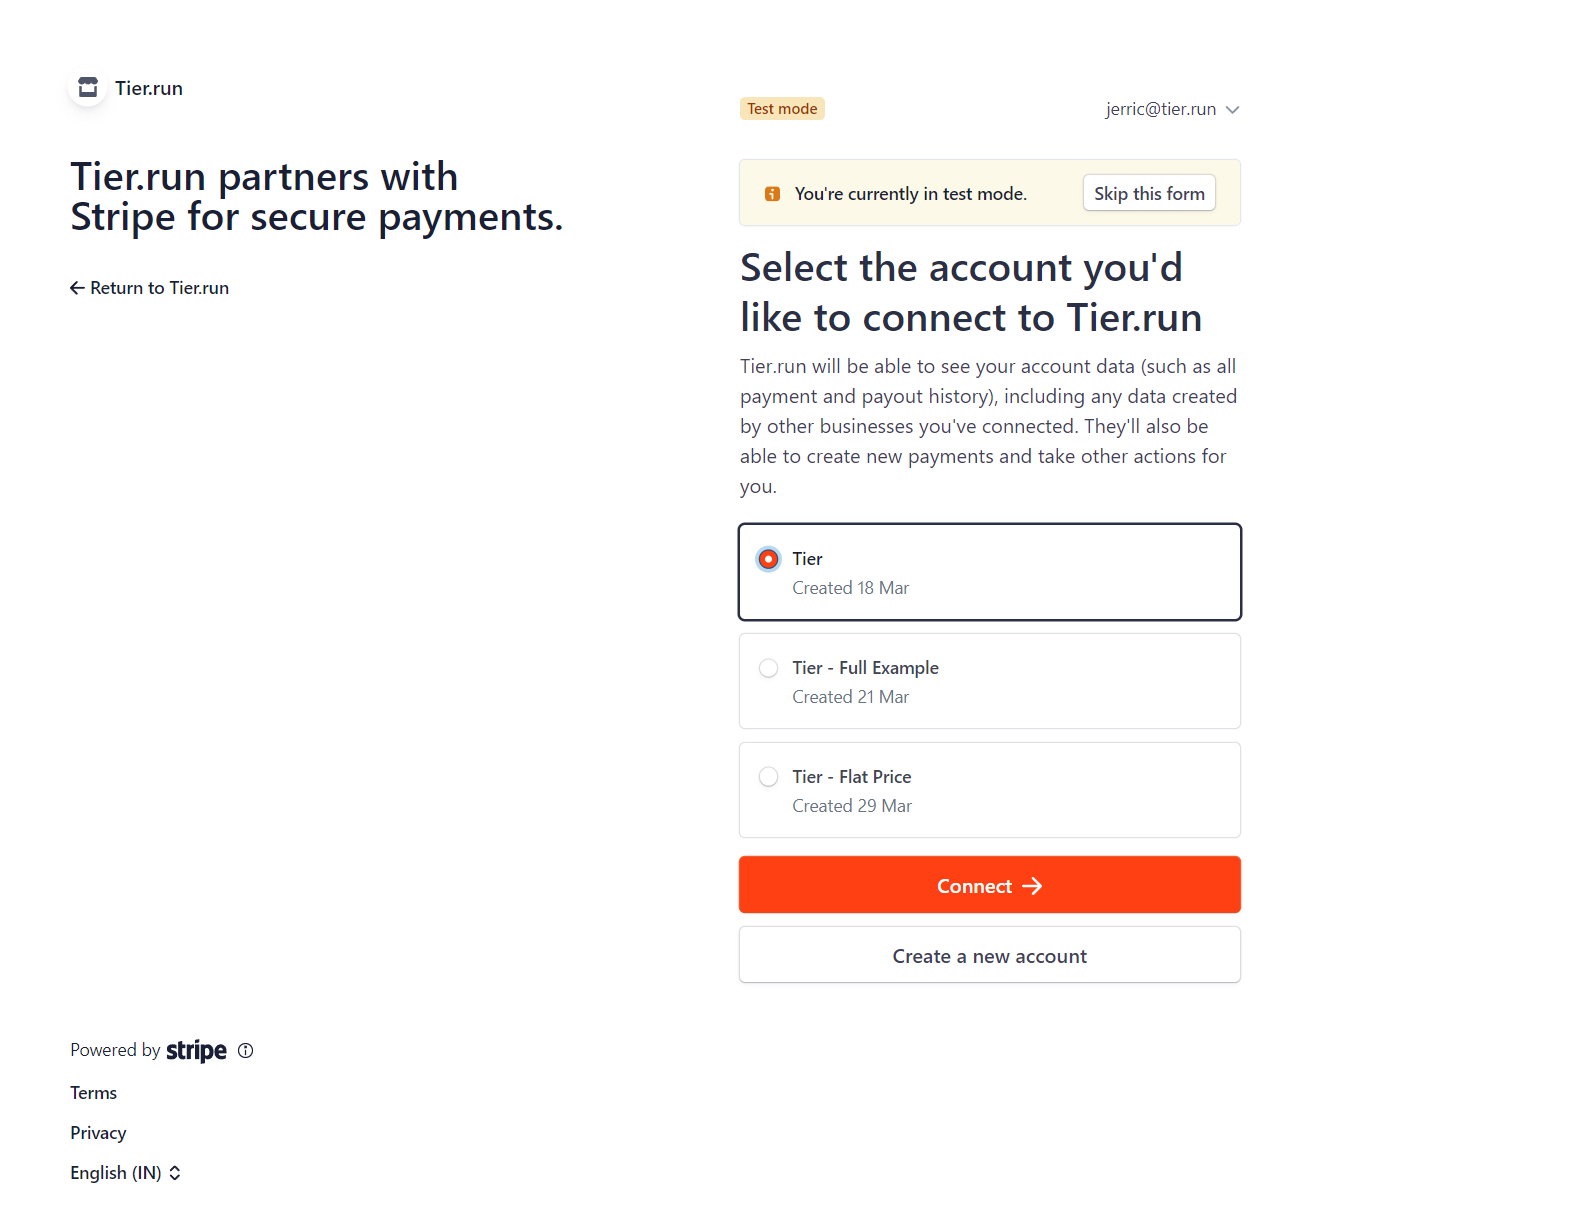 Tier.run
Tier.run partners with
Stripe for secure payments.
Return to Tier.run
Test mode
jerric@tier.run
You're currently in test mode.
Skip this form
Select the account you'd
like to connect to Tier.run
Tier.run will be able to see your account data (such as all
payment and payout history), including any data created
by other businesses you've connected. They'll also be
able to create new payments and take other actions for
you.
Tier
Created 18 Mar
Tier - Full Example
Created 21 Mar
Tier - Flat Price
Created 29 Mar
Connect
Create a new account
Powered by stripe
Terms
Privacy
English (IN)